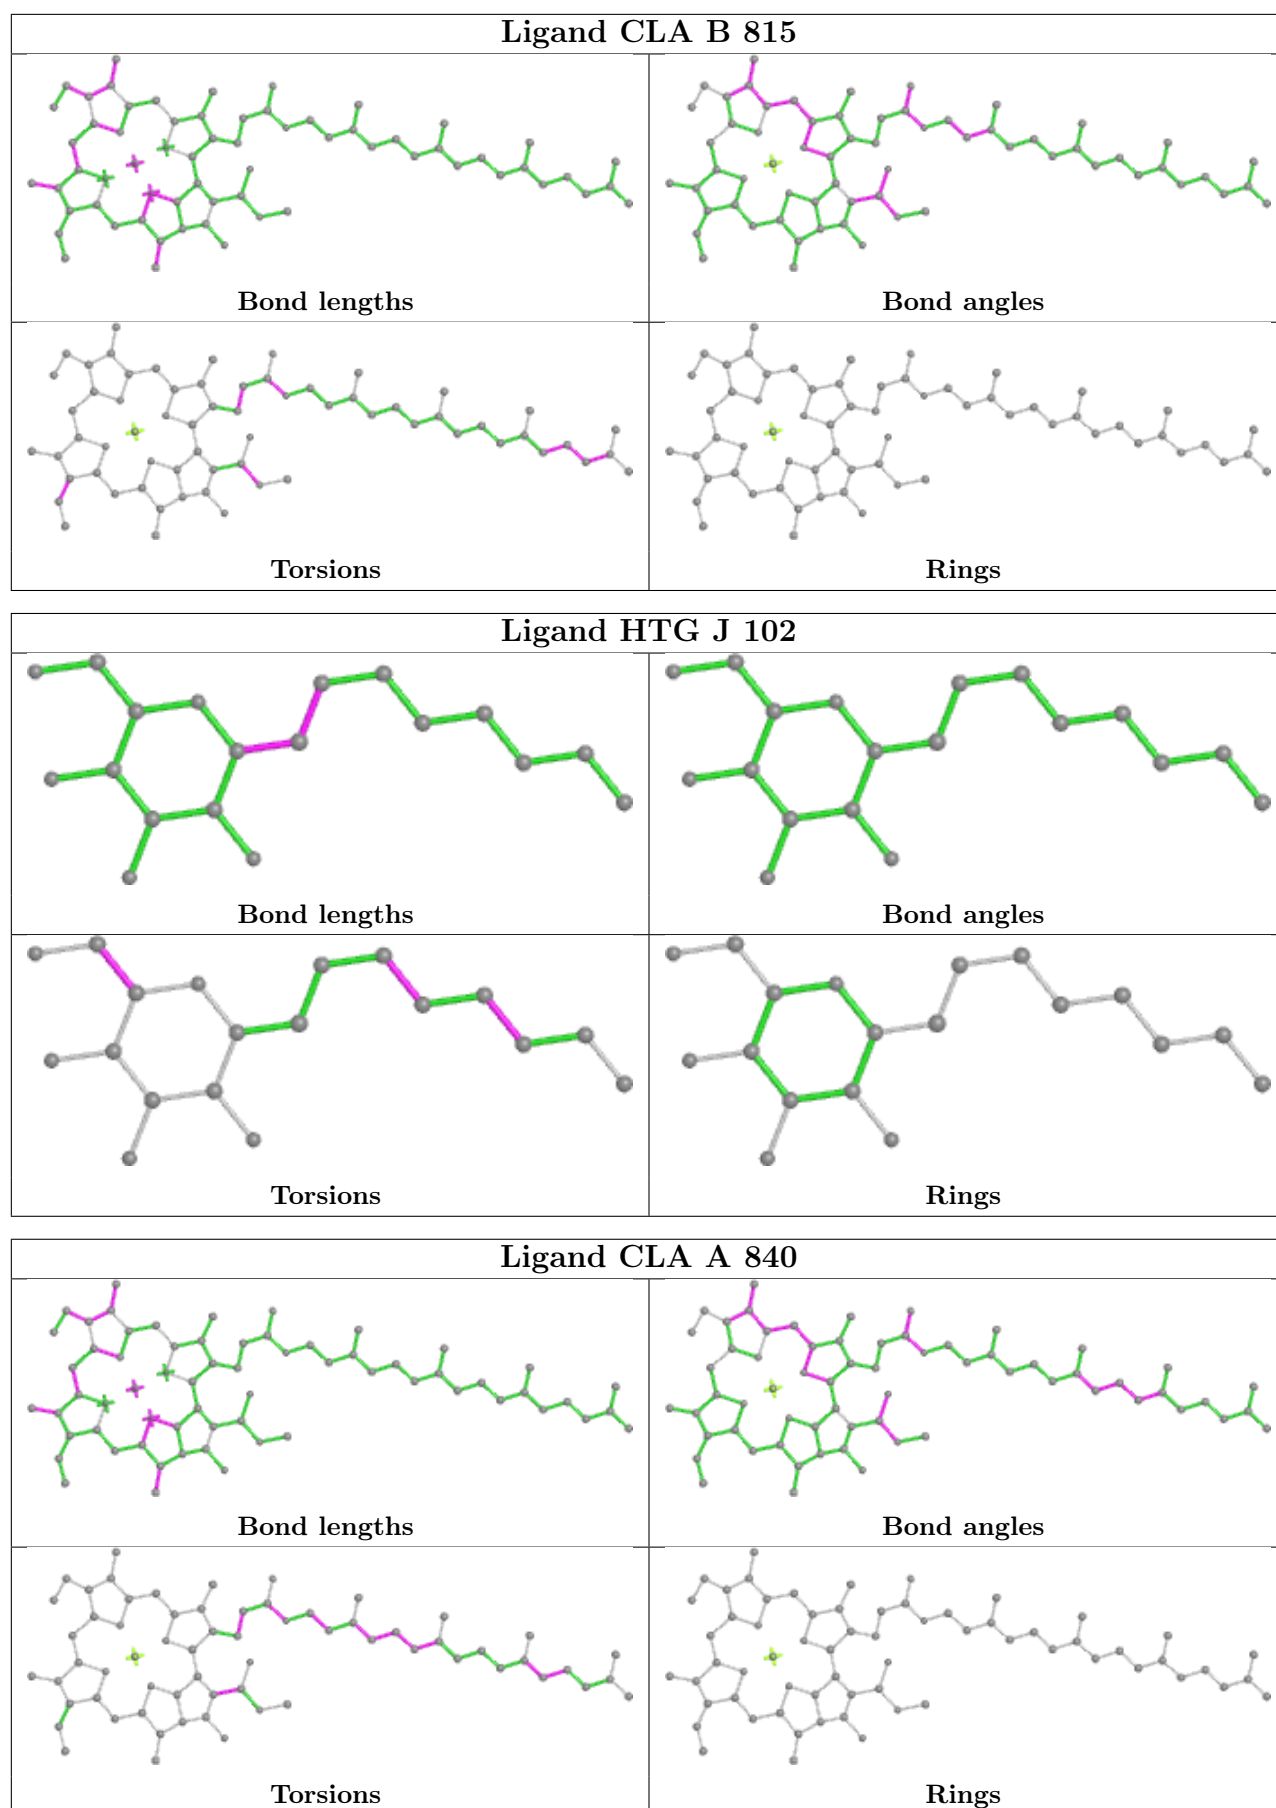 Ligand CLA B 815
Bond lengths
Bond angles
Torsions
Rings
Ligand HTG J 102
Bond lengths
Bond angles
Torsions
Rings
Ligand CLA A 840
Bond lengths
Bond angles
Torsions
Rings